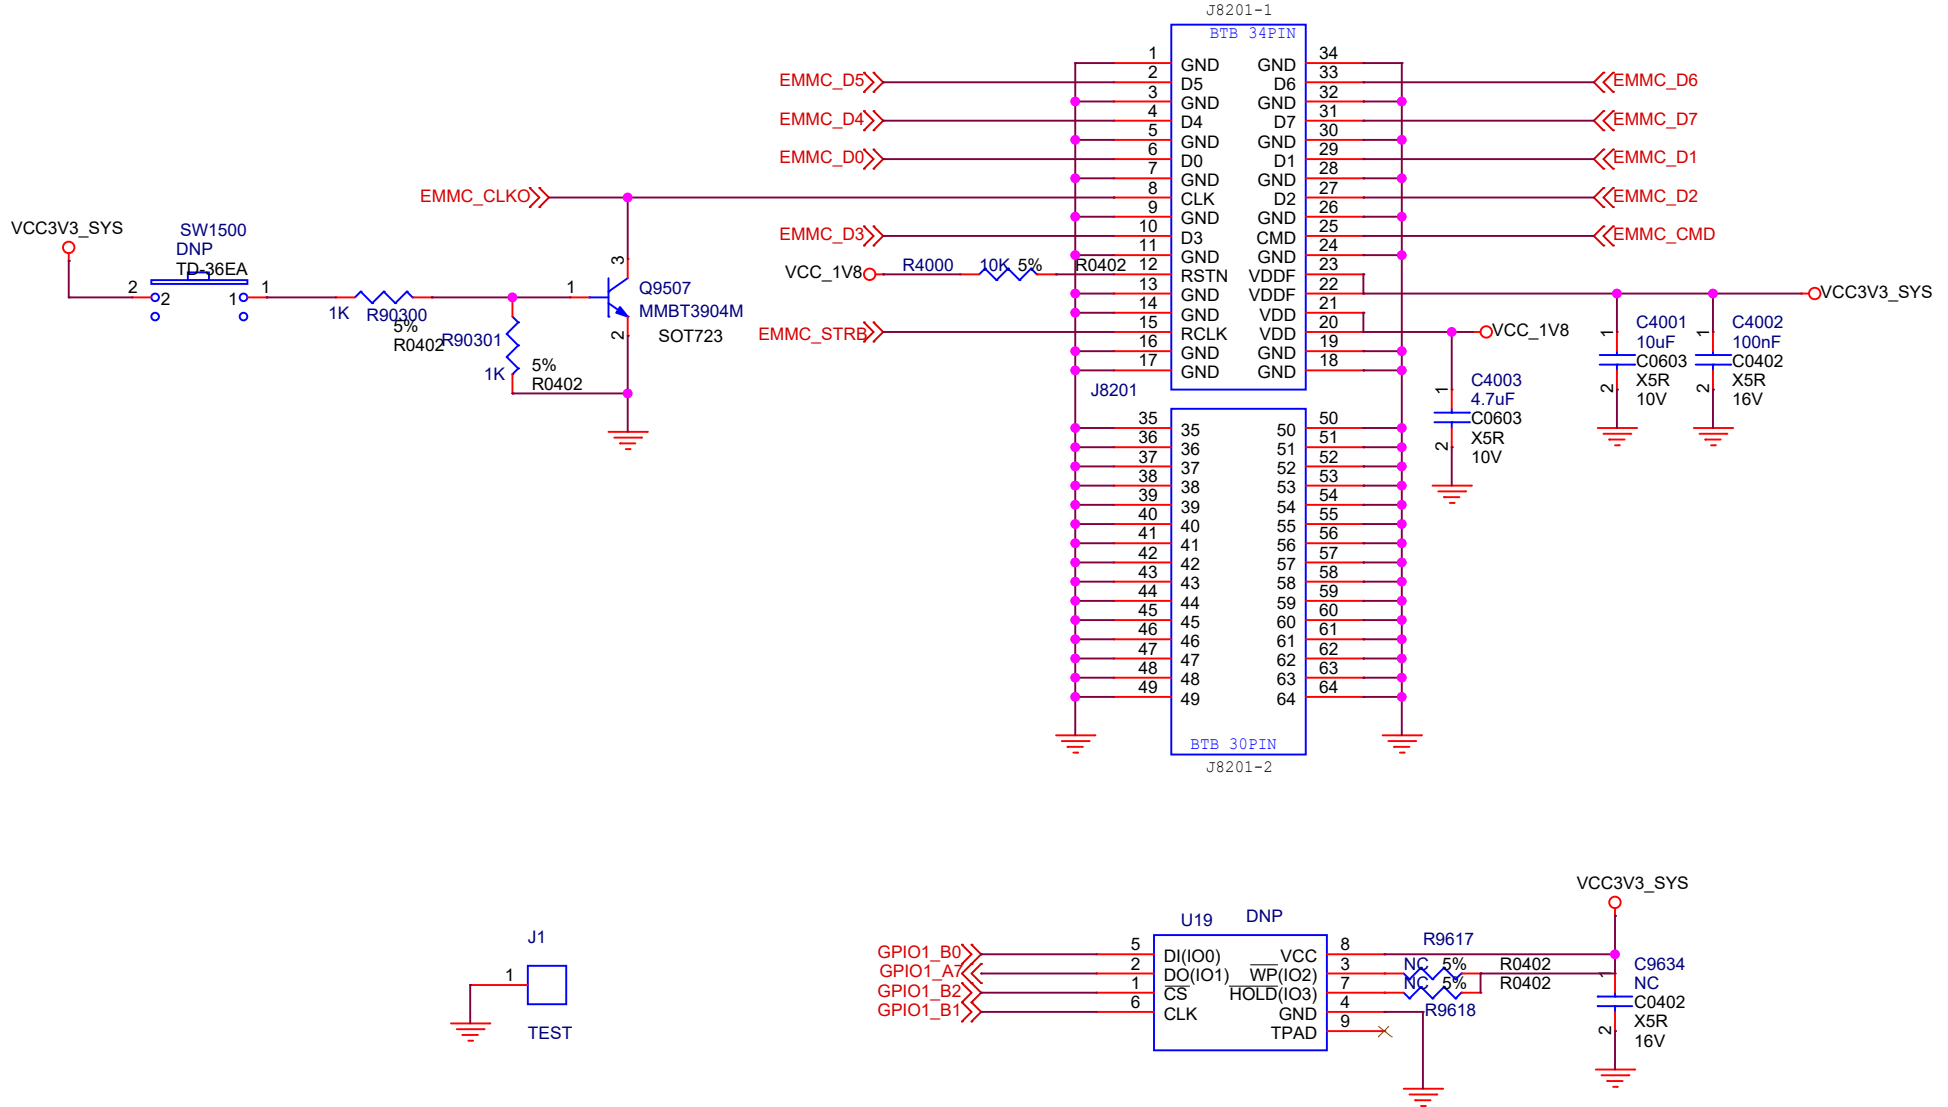 J8201-1
BTB 34PIN
1 GND GND 34
EMMC_D5 2 D5 D6 33 EMMC_D6
3 GND GND 32
EMMC_D4 4 D4 D7 31 EMMC_D7
5 GND GND 30
EMMC_D0 6 D0 D1 29 EMMC_D1
7 GND GND 28
EMMC_CLKO 8 CLK D2 27 EMMC_D2
9 GND GND 26
EMMC_D3 10 D3 CMD 25 EMMC_CMD
11 GND GND 24
VCC_1V8 R4000 10K 5% R0402 12 RSTN VDDF 23
13 GND VDDF 22 VCC3V3_SYS
14 GND VDD 21
EMMC_STRB 15 RCLK VDD 20 VCC_1V8
16 GND GND 19
17 GND GND 18
J8201
VCC3V3_SYS
SW1500
DNP
TD-36EA
2 2 1 1
1K R90300
5%
R0402
R90301
1K
5%
R0402
1
3
2
Q9507
MMBT3904M
SOT723
1
2
C4001
10uF
C0603
X5R
10V
1
2
C4002
100nF
C0402
X5R
16V
1
2
C4003
4.7uF
C0603
X5R
10V
35 35 50 50
36 36 51 51
37 37 52 52
38 38 53 53
39 39 54 54
40 40 55 55
41 41 56 56
42 42 57 57
43 43 58 58
44 44 59 59
45 45 60 60
46 46 61 61
47 47 62 62
48 48 63 63
49 49 64 64
BTB 30PIN
J8201-2
J1
1
TEST
U19 DNP
GPIO1_B0 5 DI(IO0) VCC 8
GPIO1_A7 2 DO(IO1) WP(IO2) 3
GPIO1_B2 1 CS HOLD(IO3) 7
GPIO1_B1 6 CLK GND 4
TPAD 9
R9617
NC 5% R0402
NC 5% R0402
R9618
VCC3V3_SYS
1
2
C9634
NC
C0402
X5R
16V